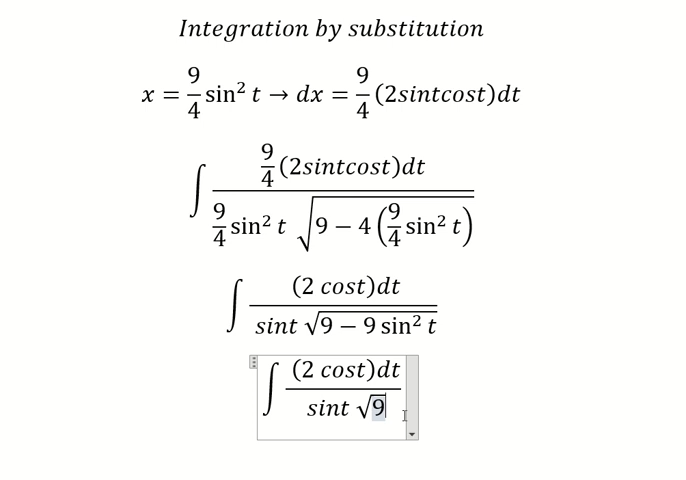 Integration by substitution
x = 9/4 sin² t → dx = 9/4 (2sintcost)dt
∫ 9/4 (2sintcost)dt / 9/4 sin² t √(9 − 4(9/4 sin² t))
∫ (2 cost)dt / sint √(9 − 9 sin² t)
∫ (2 cost)dt / sint √9